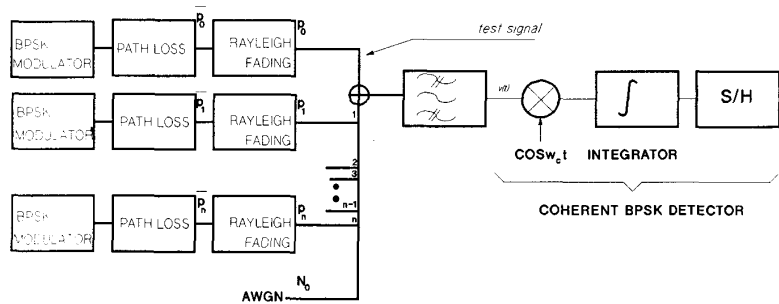 BPSK
MODULATOR
PATH LOSS
p̅₀
RAYLEIGH
FADING
p₀
test signal
BPSK
MODULATOR
PATH LOSS
p̅₁
RAYLEIGH
FADING
p₁
1
v(t)
∫
S/H
COSw_c t
INTEGRATOR
2
3
n-1
n
COHERENT BPSK DETECTOR
BPSK
MODULATOR
PATH LOSS
p̅ₙ
RAYLEIGH
FADING
pₙ
N₀
AWGN